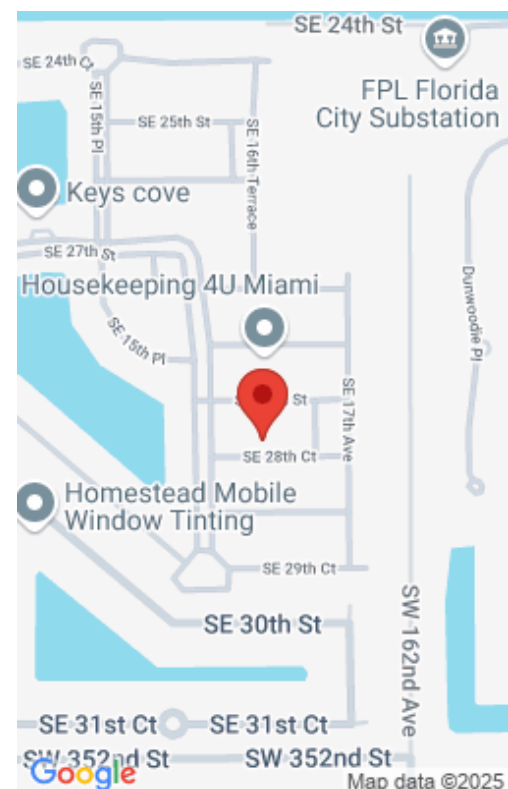 SE 24th St
SE 24th Ct
FPL Florida
City Substation
SE 15th Pl
SE 25th St
SE 16th Terrace
Keys cove
SE 27th St
Dunwoodie Pl
Housekeeping 4U Miami
SE 15th Pl
St
SE 17th Ave
SE 28th Ct
Homestead Mobile
Window Tinting
SE 29th Ct
SW 162nd Ave
SE 30th St
SE 31st Ct
SE 31st Ct
SW 352nd St
SW 352nd St
Google
Map data ©2025